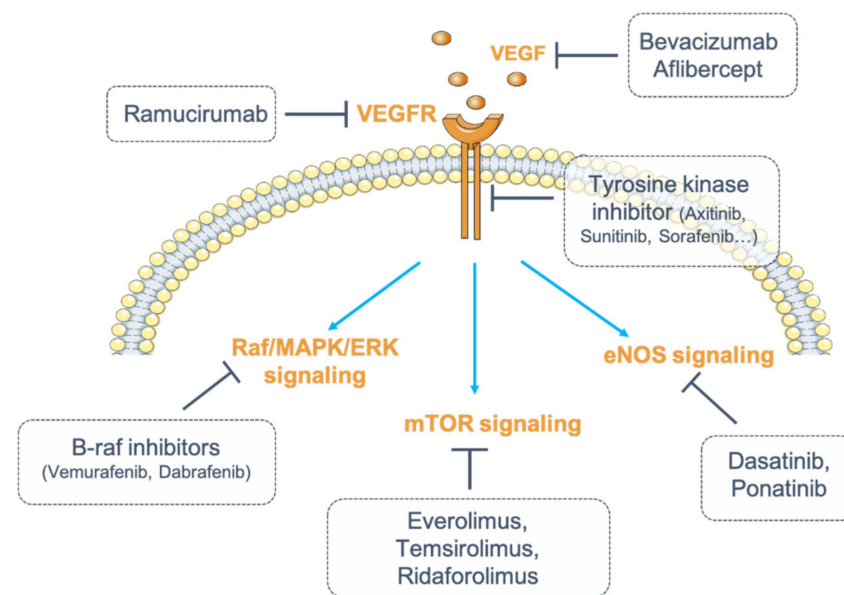 VEGF
Bevacizumab
Aflibercept
Ramucirumab
VEGFR
Tyrosine kinase
inhibitor (Axitinib,
Sunitinib, Sorafenib…)
Raf/MAPK/ERK
signaling
eNOS signaling
mTOR signaling
B-raf inhibitors
(Vemurafenib, Dabrafenib)
Dasatinib,
Ponatinib
Everolimus,
Temsirolimus,
Ridaforolimus